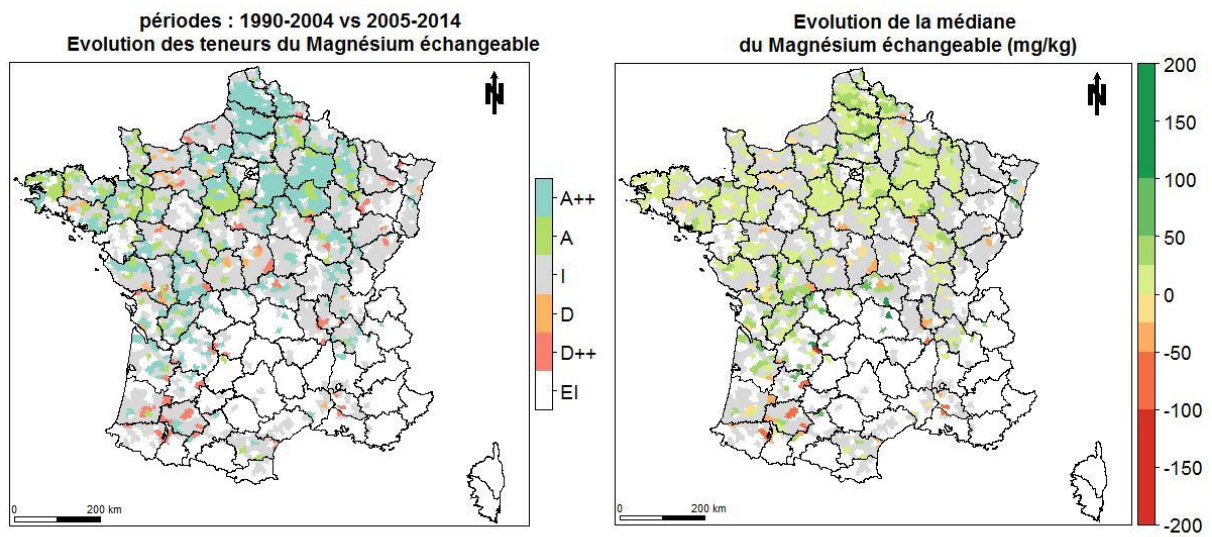 périodes : 1990-2004 vs 2005-2014
Evolution des teneurs du Magnésium échangeable
N
A++
A
I
D
D++
EI
0 200 km
Evolution de la médiane
du Magnésium échangeable (mg/kg)
N
200
150
100
50
0
-50
-100
-150
-200
0 200 km